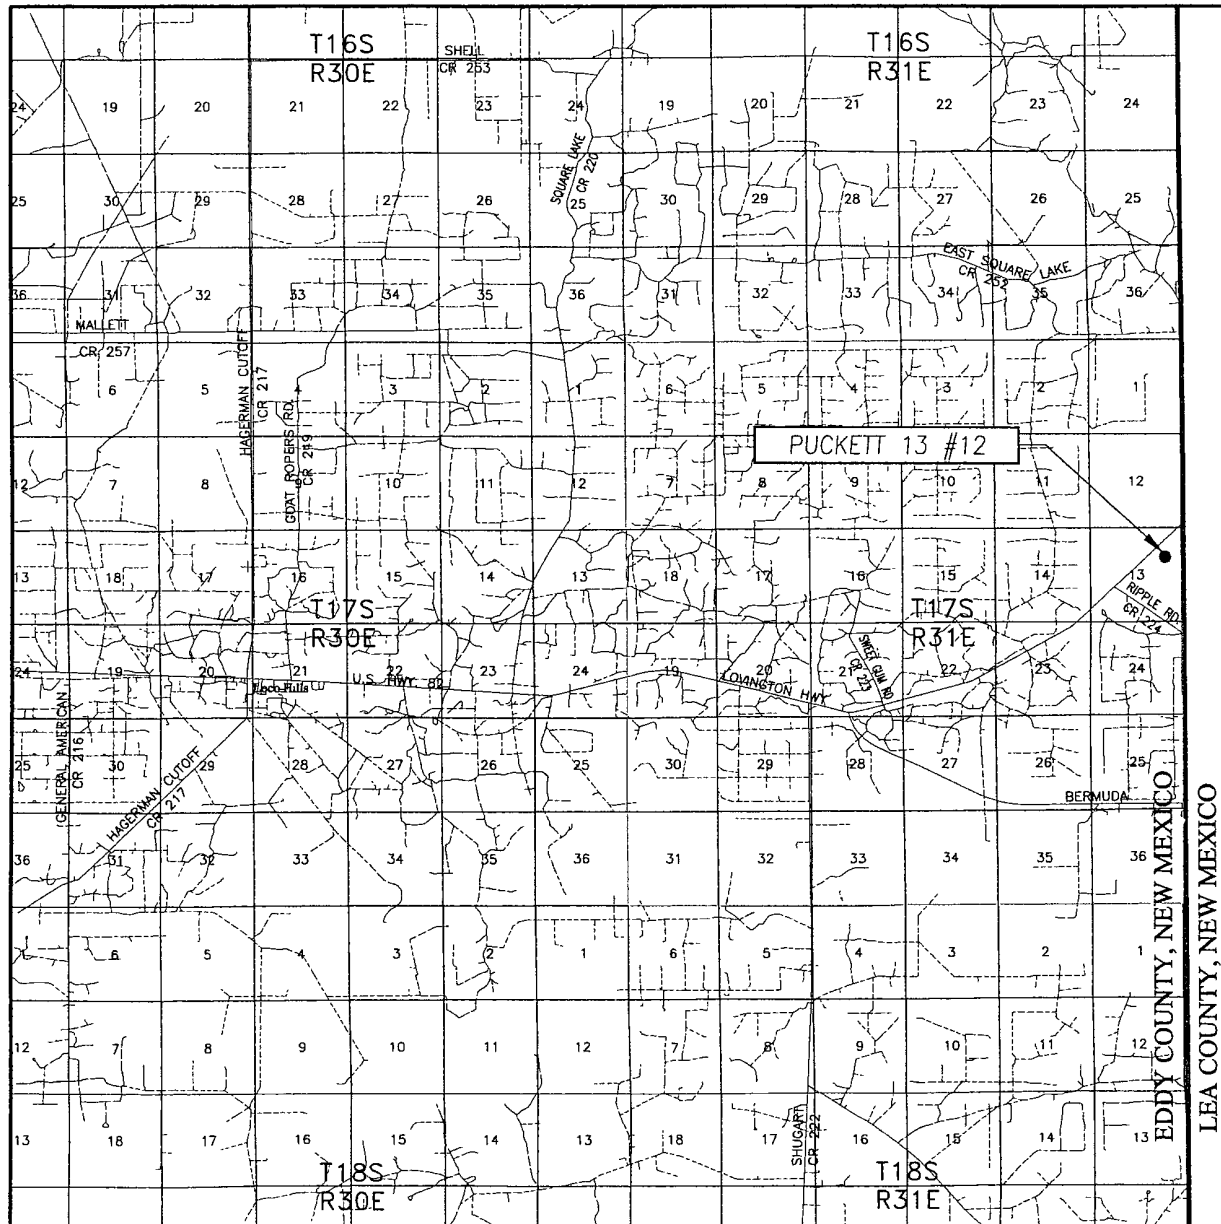 T16S
R30E
SHELL
CR 253
T16S
R31E
24 19 20 21 22 23 24 19 20 21 22 23 24
SQUARE LAKE
CR 220
25 30 29 28 27 26 25 30 29 28 27 26 25
EAST SQUARE LAKE
CR 252
36 31 32 33 34 35 36 31 32 33 34 35 36
MALLETT
CR 257
HAGERMAN CUTOFF
CR 217
6 5 4 3 2 1 6 5 4 3 2 1
GOAT ROPERS RD.
CR 249
PUCKETT 13 #12
12 7 8 9 10 11 12 7 8 9 10 11 12
13 18 17 16 15 14 13 18 17 16 15 14 13
RIPPLE RD.
CR 224
T17S
R30E
T17S
R31E
24 19 20 21 22 23 24 19 20 21 22 23 24
SWEET GUM RD
CR 223
Loco Hills
U.S. HWY. 82
LOVINGTON HWY
GENERAL AMERICAN
CR 216
25 30 29 28 27 26 25 30 29 28 27 26 25
HAGERMAN CUTOFF
CR 217
BERMUDA
36 31 32 33 34 35 36 31 32 33 34 35 36
EDDY COUNTY, NEW MEXICO
LEA COUNTY, NEW MEXICO
1 6 5 4 3 2 1 6 5 4 3 2 1
12 7 8 9 10 11 12 7 8 9 10 11 12
SHUGART
CR 222
13 18 17 16 15 14 13 18 17 16 15 14 13
T18S
R30E
T18S
R31E